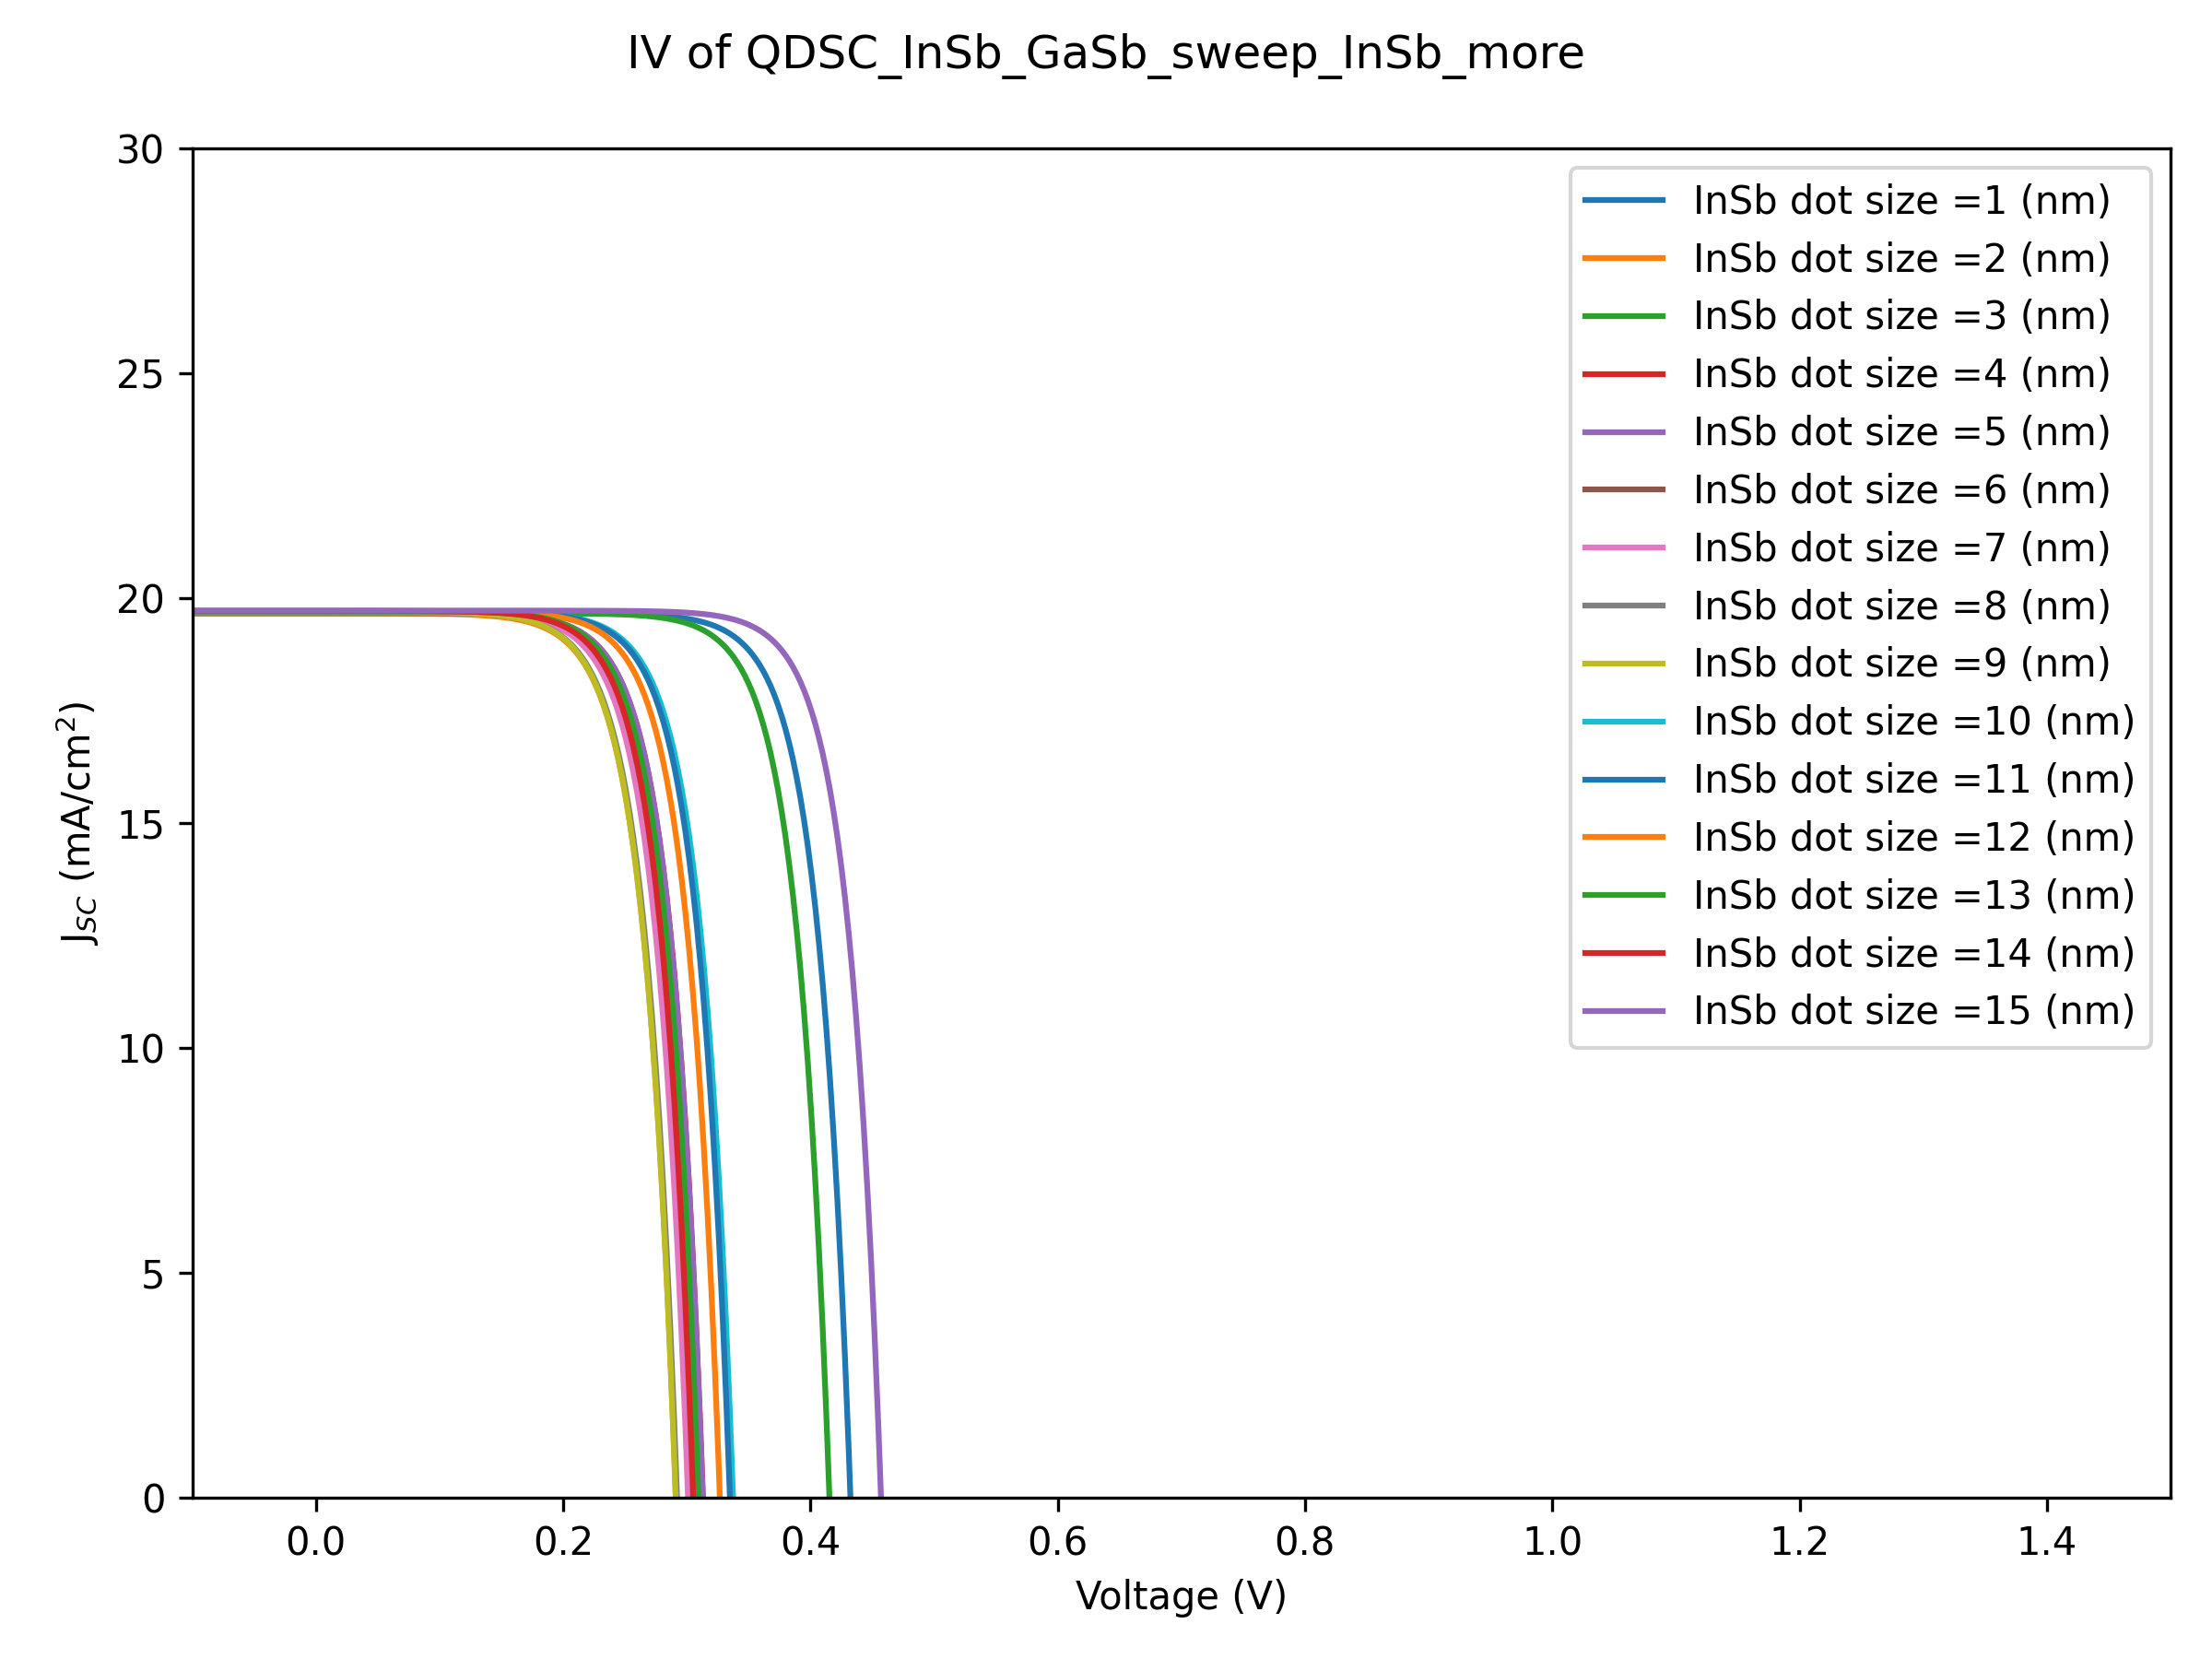 IV of QDSC_InSb_GaSb_sweep_InSb_more
30
25
20
15
10
5
0
J_SC (mA/cm²)
InSb dot size =1 (nm)
InSb dot size =2 (nm)
InSb dot size =3 (nm)
InSb dot size =4 (nm)
InSb dot size =5 (nm)
InSb dot size =6 (nm)
InSb dot size =7 (nm)
InSb dot size =8 (nm)
InSb dot size =9 (nm)
InSb dot size =10 (nm)
InSb dot size =11 (nm)
InSb dot size =12 (nm)
InSb dot size =13 (nm)
InSb dot size =14 (nm)
InSb dot size =15 (nm)
0.0 0.2 0.4 0.6 0.8 1.0 1.2 1.4
Voltage (V)